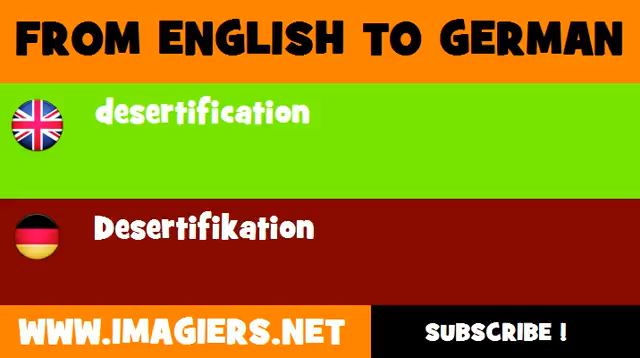 FROM ENGLISH TO GERMAN
desertification
Desertifikation
WWW.IMAGIERS.NET
SUBSCRIBE !